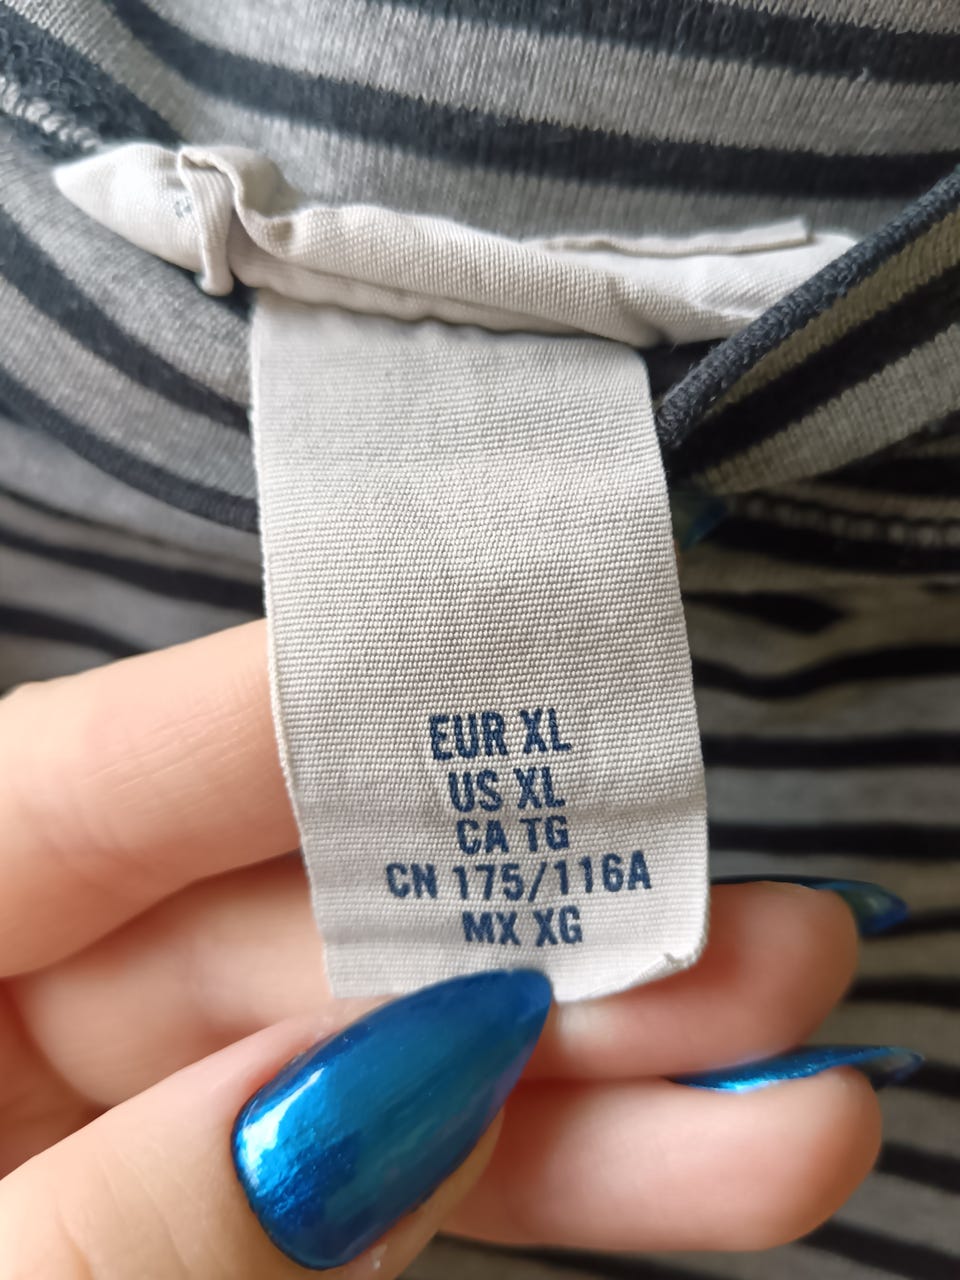 EUR XL
US XL
CA TG
CN 175/116A
MX XG